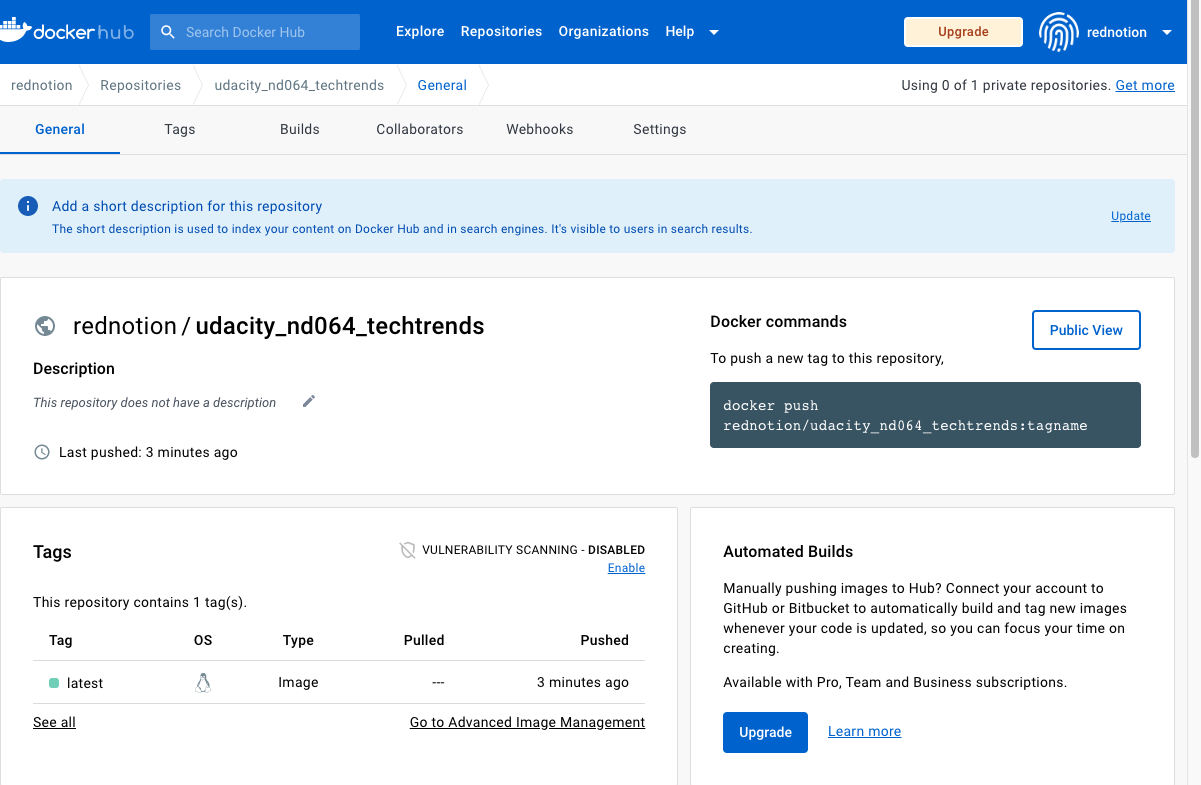 dockerhub
Search Docker Hub
Explore Repositories Organizations Help
Upgrade
rednotion
rednotion Repositories udacity_nd064_techtrends General
Using 0 of 1 private repositories. Get more
General Tags Builds Collaborators Webhooks Settings
Add a short description for this repository
The short description is used to index your content on Docker Hub and in search engines. It's visible to users in search results.
Update
rednotion / udacity_nd064_techtrends
Description
This repository does not have a description
Last pushed: 3 minutes ago
Docker commands
Public View
To push a new tag to this repository,
docker push
rednotion/udacity_nd064_techtrends:tagname
Tags
VULNERABILITY SCANNING - DISABLED
Enable
This repository contains 1 tag(s).
Tag OS Type Pulled Pushed
latest Image --- 3 minutes ago
See all
Go to Advanced Image Management
Automated Builds
Manually pushing images to Hub? Connect your account to
GitHub or Bitbucket to automatically build and tag new images
whenever your code is updated, so you can focus your time on
creating.
Available with Pro, Team and Business subscriptions.
Upgrade
Learn more